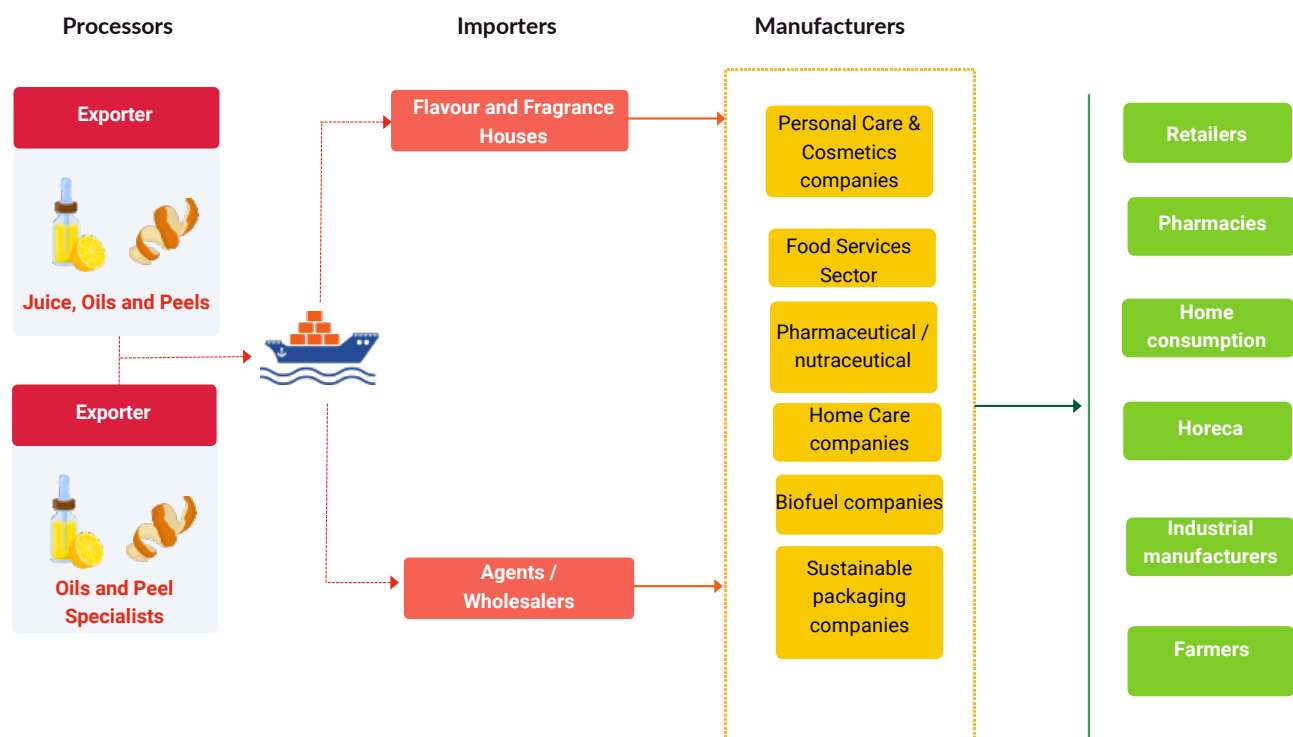 Processors
Importers
Manufacturers
Exporter
Juice, Oils and Peels
Exporter
Oils and Peel
Specialists
Flavour and Fragrance
Houses
Agents /
Wholesalers
Personal Care &
Cosmetics
companies
Food Services
Sector
Pharmaceutical /
nutraceutical
Home Care
companies
Biofuel companies
Sustainable
packaging
companies
Retailers
Pharmacies
Home
consumption
Horeca
Industrial
manufacturers
Farmers